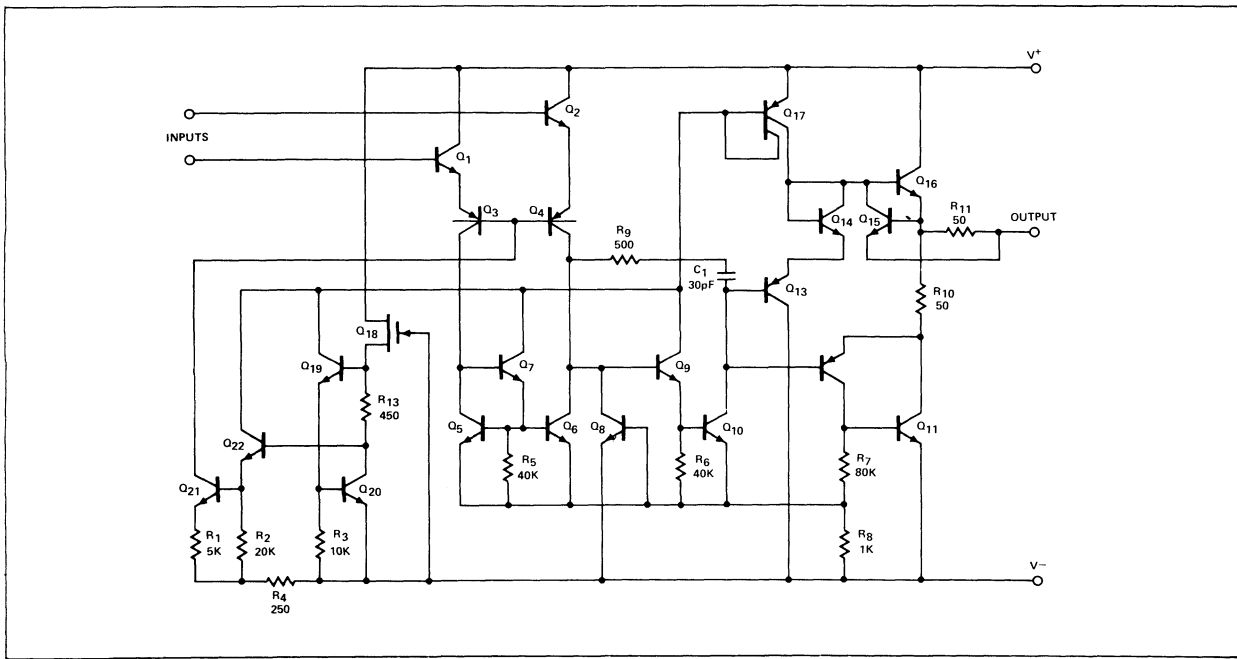 V+
Q2
Q17
INPUTS
Q1
Q16
Q3
Q4
R9
500
Q14
Q15
R11
50
OUTPUT
C1
30pF
Q13
R10
50
Q18
Q19
Q7
Q9
R13
450
Q22
Q5
Q6
Q8
Q10
Q11
R5
40K
R6
40K
R7
80K
Q21
Q20
R1
5K
R2
20K
R3
10K
R8
1K
R4
250
V−